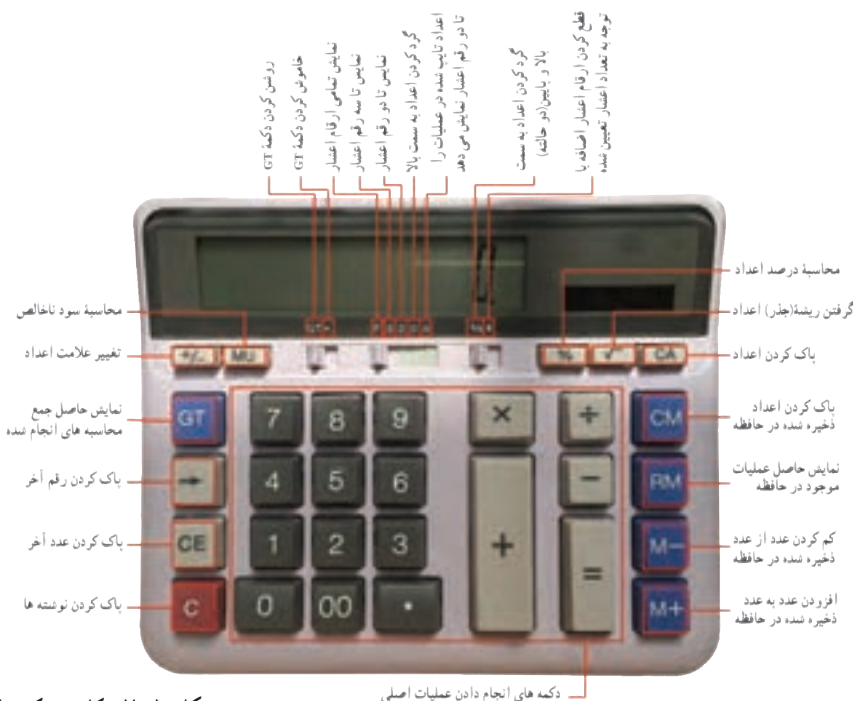 روشن کردن دکمهٔ GT
خاموش کردن دکمهٔ GT
نمایش تمامی ارقام اعشار
نمایش تا سه رقم اعشار
نمایش تا دو رقم اعشار
گرد کردن اعداد به سمت بالا
اعداد تایپ شده در عملیات را
تا دو رقم اعشار نمایش می دهد
گرد کردن اعداد به سمت
بالا و پایین(دو حالته)
قطع کردن ارقام اعشار اضافه با
توجه به تعداد اعشار تعیین شده
محاسبهٔ درصد اعداد
گرفتن ریشهٔ(جذر) اعداد
پاک کردن اعداد
پاک کردن اعداد
ذخیره شده در حافظه
نمایش حاصل عملیات
موجود در حافظه
کم کردن عدد از عدد
ذخیره شده در حافظه
افزودن عدد به عدد
ذخیره شده در حافظه
محاسبهٔ سود ناخالص
تغییر علامت اعداد
نمایش حاصل جمع
محاسبه های انجام شده
پاک کردن رقم آخر
پاک کردن عدد آخر
پاک کردن نوشته ها
GT
+/- MU % √ CA
GT 7 8 9 × ÷ CM
→ 4 5 6 − RM
CE 1 2 3 + = M−
C 0 00 • M+
دکمه های انجام دادن عملیات اصلی